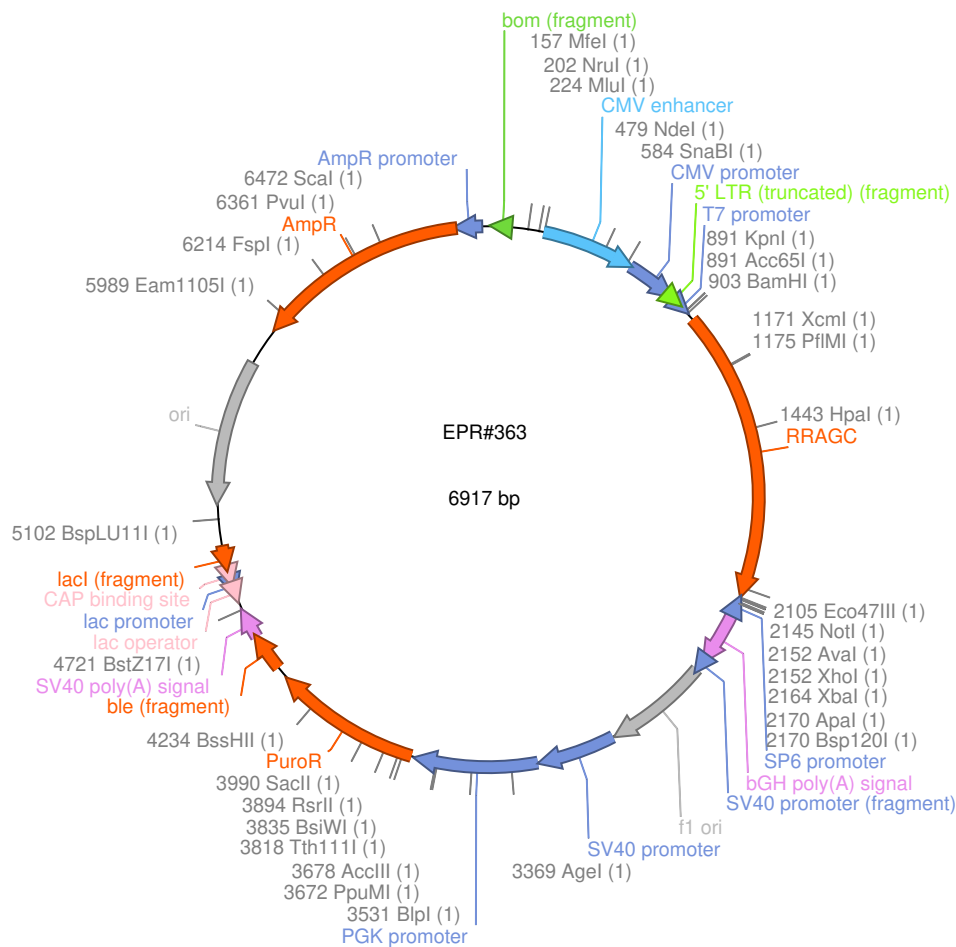 bom (fragment)
157 MfeI (1)
202 NruI (1)
224 MluI (1)
CMV enhancer
479 NdeI (1)
584 SnaBI (1)
CMV promoter
5' LTR (truncated) (fragment)
T7 promoter
891 KpnI (1)
891 Acc65I (1)
903 BamHI (1)
1171 XcmI (1)
1175 PflMI (1)
1443 HpaI (1)
RRAGC
2105 Eco47III (1)
2145 NotI (1)
2152 AvaI (1)
2152 XhoI (1)
2164 XbaI (1)
2170 ApaI (1)
2170 Bsp120I (1)
SP6 promoter
bGH poly(A) signal
SV40 promoter (fragment)
f1 ori
SV40 promoter
3369 AgeI (1)
PGK promoter
3531 BlpI (1)
3672 PpuMI (1)
3678 AccIII (1)
3818 Tth111I (1)
3835 BsiWI (1)
3894 RsrII (1)
3990 SacII (1)
PuroR
4234 BssHII (1)
ble (fragment)
SV40 poly(A) signal
4721 BstZ17I (1)
lac operator
lac promoter
CAP binding site
lacI (fragment)
5102 BspLU11I (1)
ori
5989 Eam1105I (1)
6214 FspI (1)
AmpR
6361 PvuI (1)
6472 ScaI (1)
AmpR promoter
EPR#363
6917 bp